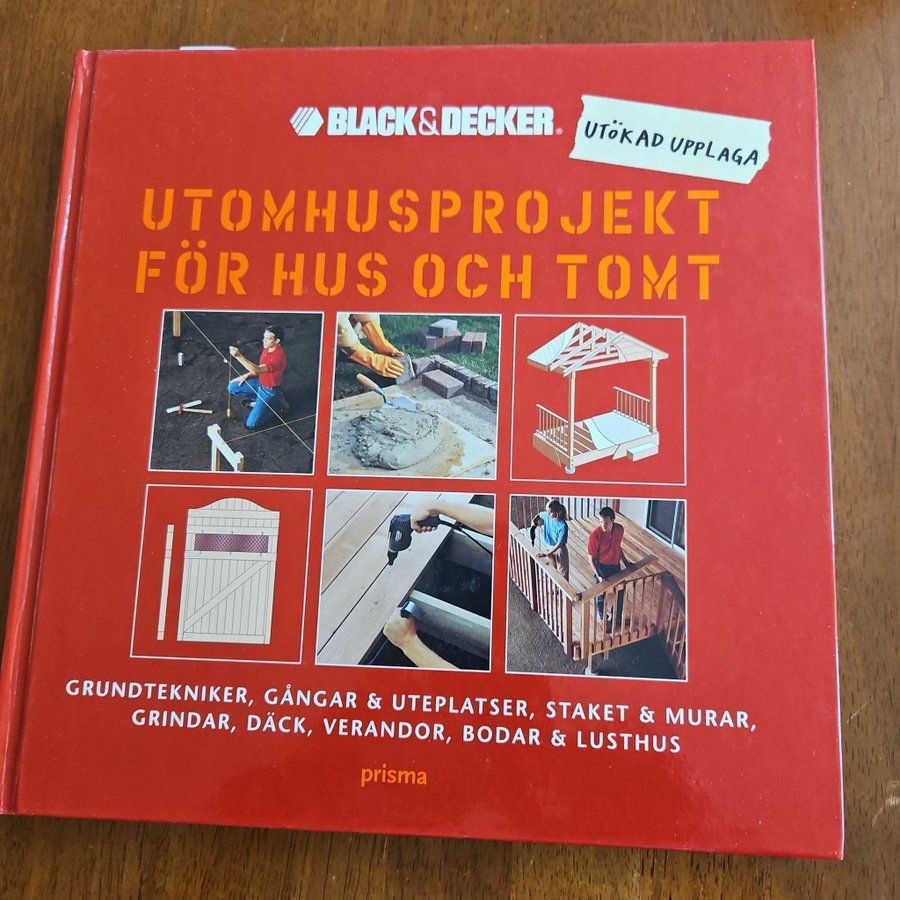 BLACK&DECKER®
UTÖKAD UPPLAGA
UTOMHUSPROJEKT
FÖR HUS OCH TOMT
GRUNDTEKNIKER, GÅNGAR & UTEPLATSER, STAKET & MURAR,
GRINDAR, DÄCK, VERANDOR, BODAR & LUSTHUS
prisma